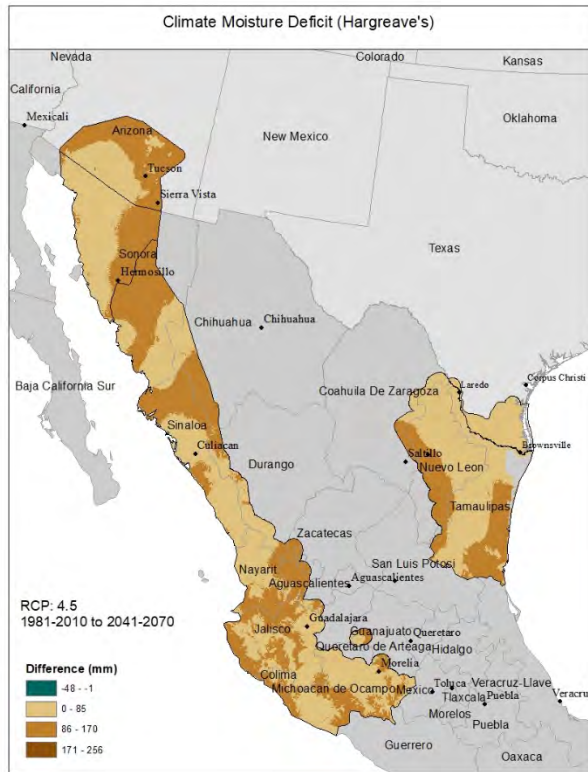 Climate Moisture Deficit (Hargreave's)
Nevada
Colorado
Kansas
California
Mexicali
Arizona
Oklahoma
New Mexico
Tucson
Sierra Vista
Texas
Sonora
Hermosillo
Chihuahua
Chihuahua
Baja California Sur
Coahuila De Zaragoza
Laredo
Corpus Christi
Sinaloa
Culiacan
Durango
Saltillo
Nuevo Leon
Brownsville
Tamaulipas
Zacatecas
San Luis Potosi
Nayarit
Aguascalientes
Aguascalientes
RCP: 4.5
1981-2010 to 2041-2070
Jalisco
Guadalajara
Guanajuato
Queretaro
Queretaro de Arteaga
Hidalgo
Colima
Morelia
Michoacan de Ocampo
Mexico
Toluca
Tlaxcala
Veracruz-Llave
Puebla
Veracruz
Morelos
Puebla
Guerrero
Oaxaca
Difference (mm)
-48 - -1
0 - 85
86 - 170
171 - 256